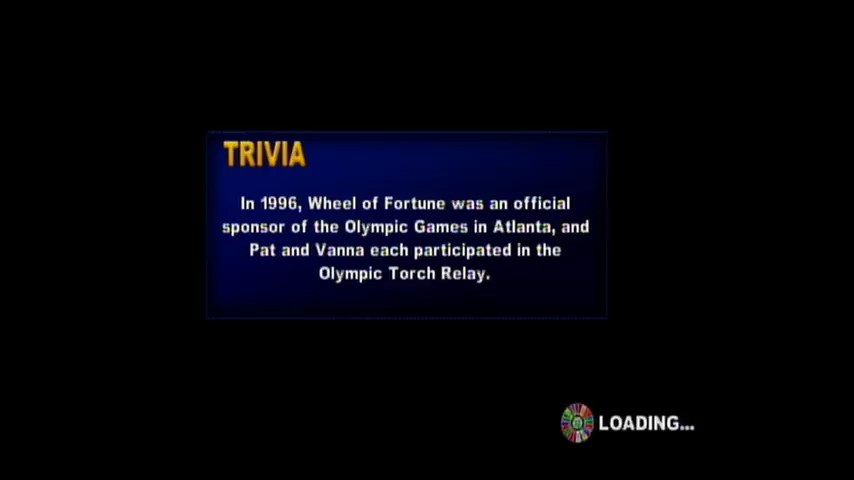 TRIVIA
In 1996, Wheel of Fortune was an official
sponsor of the Olympic Games in Atlanta, and
Pat and Vanna each participated in the
Olympic Torch Relay.
LOADING...